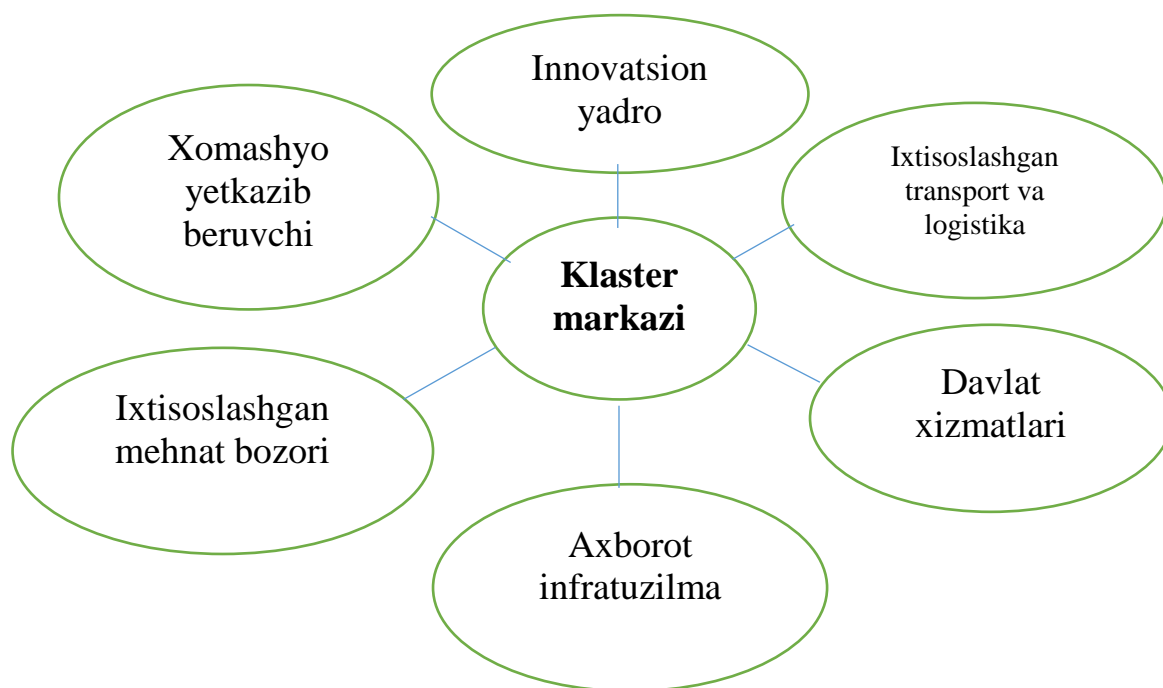 Innovatsion
yadro
Xomashyo
yetkazib
beruvchi
Ixtisoslashgan
transport va
logistika
Klaster
markazi
Ixtisoslashgan
mehnat bozori
Davlat
xizmatlari
Axborot
infratuzilma